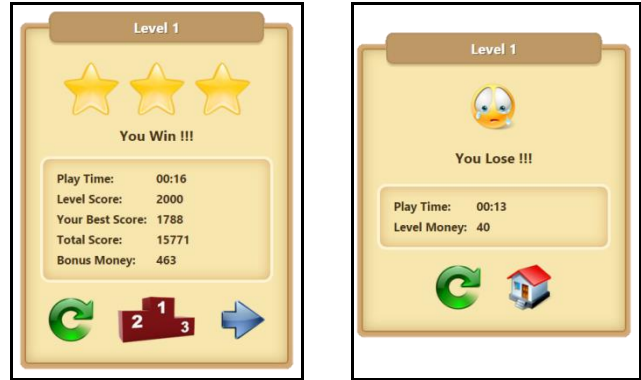 Level 1
You Win !!!
Play Time: 00:16
Level Score: 2000
Your Best Score: 1788
Total Score: 15771
Bonus Money: 463
2 1 3
Level 1
You Lose !!!
Play Time: 00:13
Level Money: 40